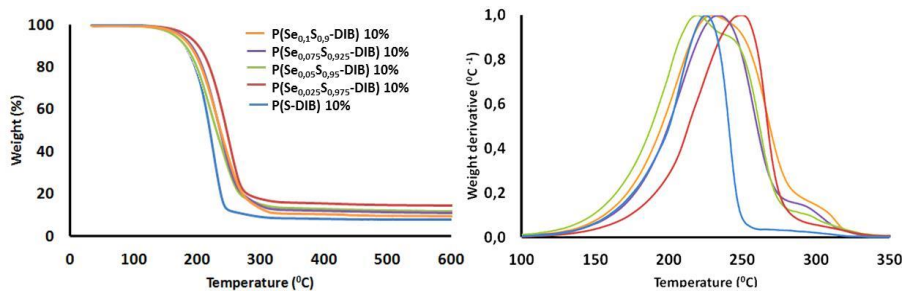 100
80
60
40
20
0
Weight (%)
0 100 200 300 400 500 600
Temperature (⁰C)
P(Se₀,₁S₀,₉-DIB) 10%
P(Se₀,₀₇₅S₀,₉₂₅-DIB) 10%
P(Se₀,₀₅S₀,₉₅-DIB) 10%
P(Se₀,₀₂₅S₀,₉₇₅-DIB) 10%
P(S-DIB) 10%
1,0
0,8
0,6
0,4
0,2
0,0
Weight derivative (⁰C ⁻¹)
100 150 200 250 300 350
Temperature (⁰C)